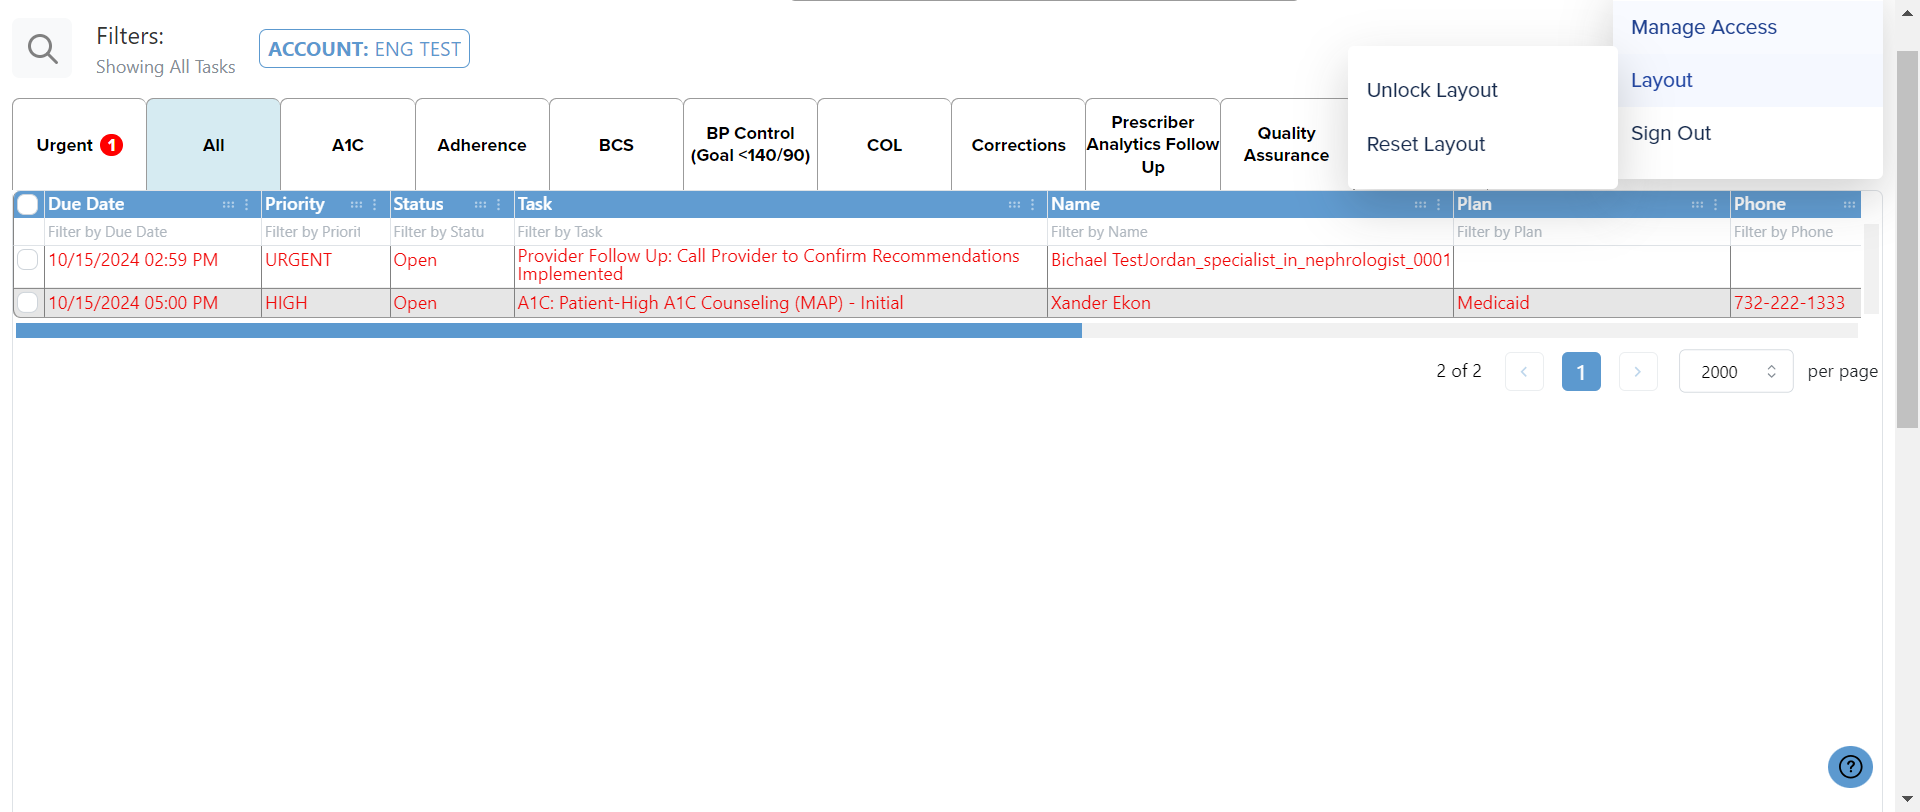 Filters:
Showing All Tasks
ACCOUNT: ENG TEST
Manage Access
Layout
Sign Out
Unlock Layout
Reset Layout
Urgent 1
All
A1C
Adherence
BCS
BP Control
(Goal <140/90)
COL
Corrections
Prescriber
Analytics Follow
Up
Quality
Assurance
Due Date Priority Status Task Name Plan Phone
Filter by Due Date Filter by Priorit Filter by Statu Filter by Task Filter by Name Filter by Plan Filter by Phone
10/15/2024 02:59 PM URGENT Open Provider Follow Up: Call Provider to Confirm Recommendations
Implemented
Bichael TestJordan_specialist_in_nephrologist_0001
10/15/2024 05:00 PM HIGH Open A1C: Patient-High A1C Counseling (MAP) - Initial Xander Ekon Medicaid 732-222-1333
2 of 2 1 2000 per page
?